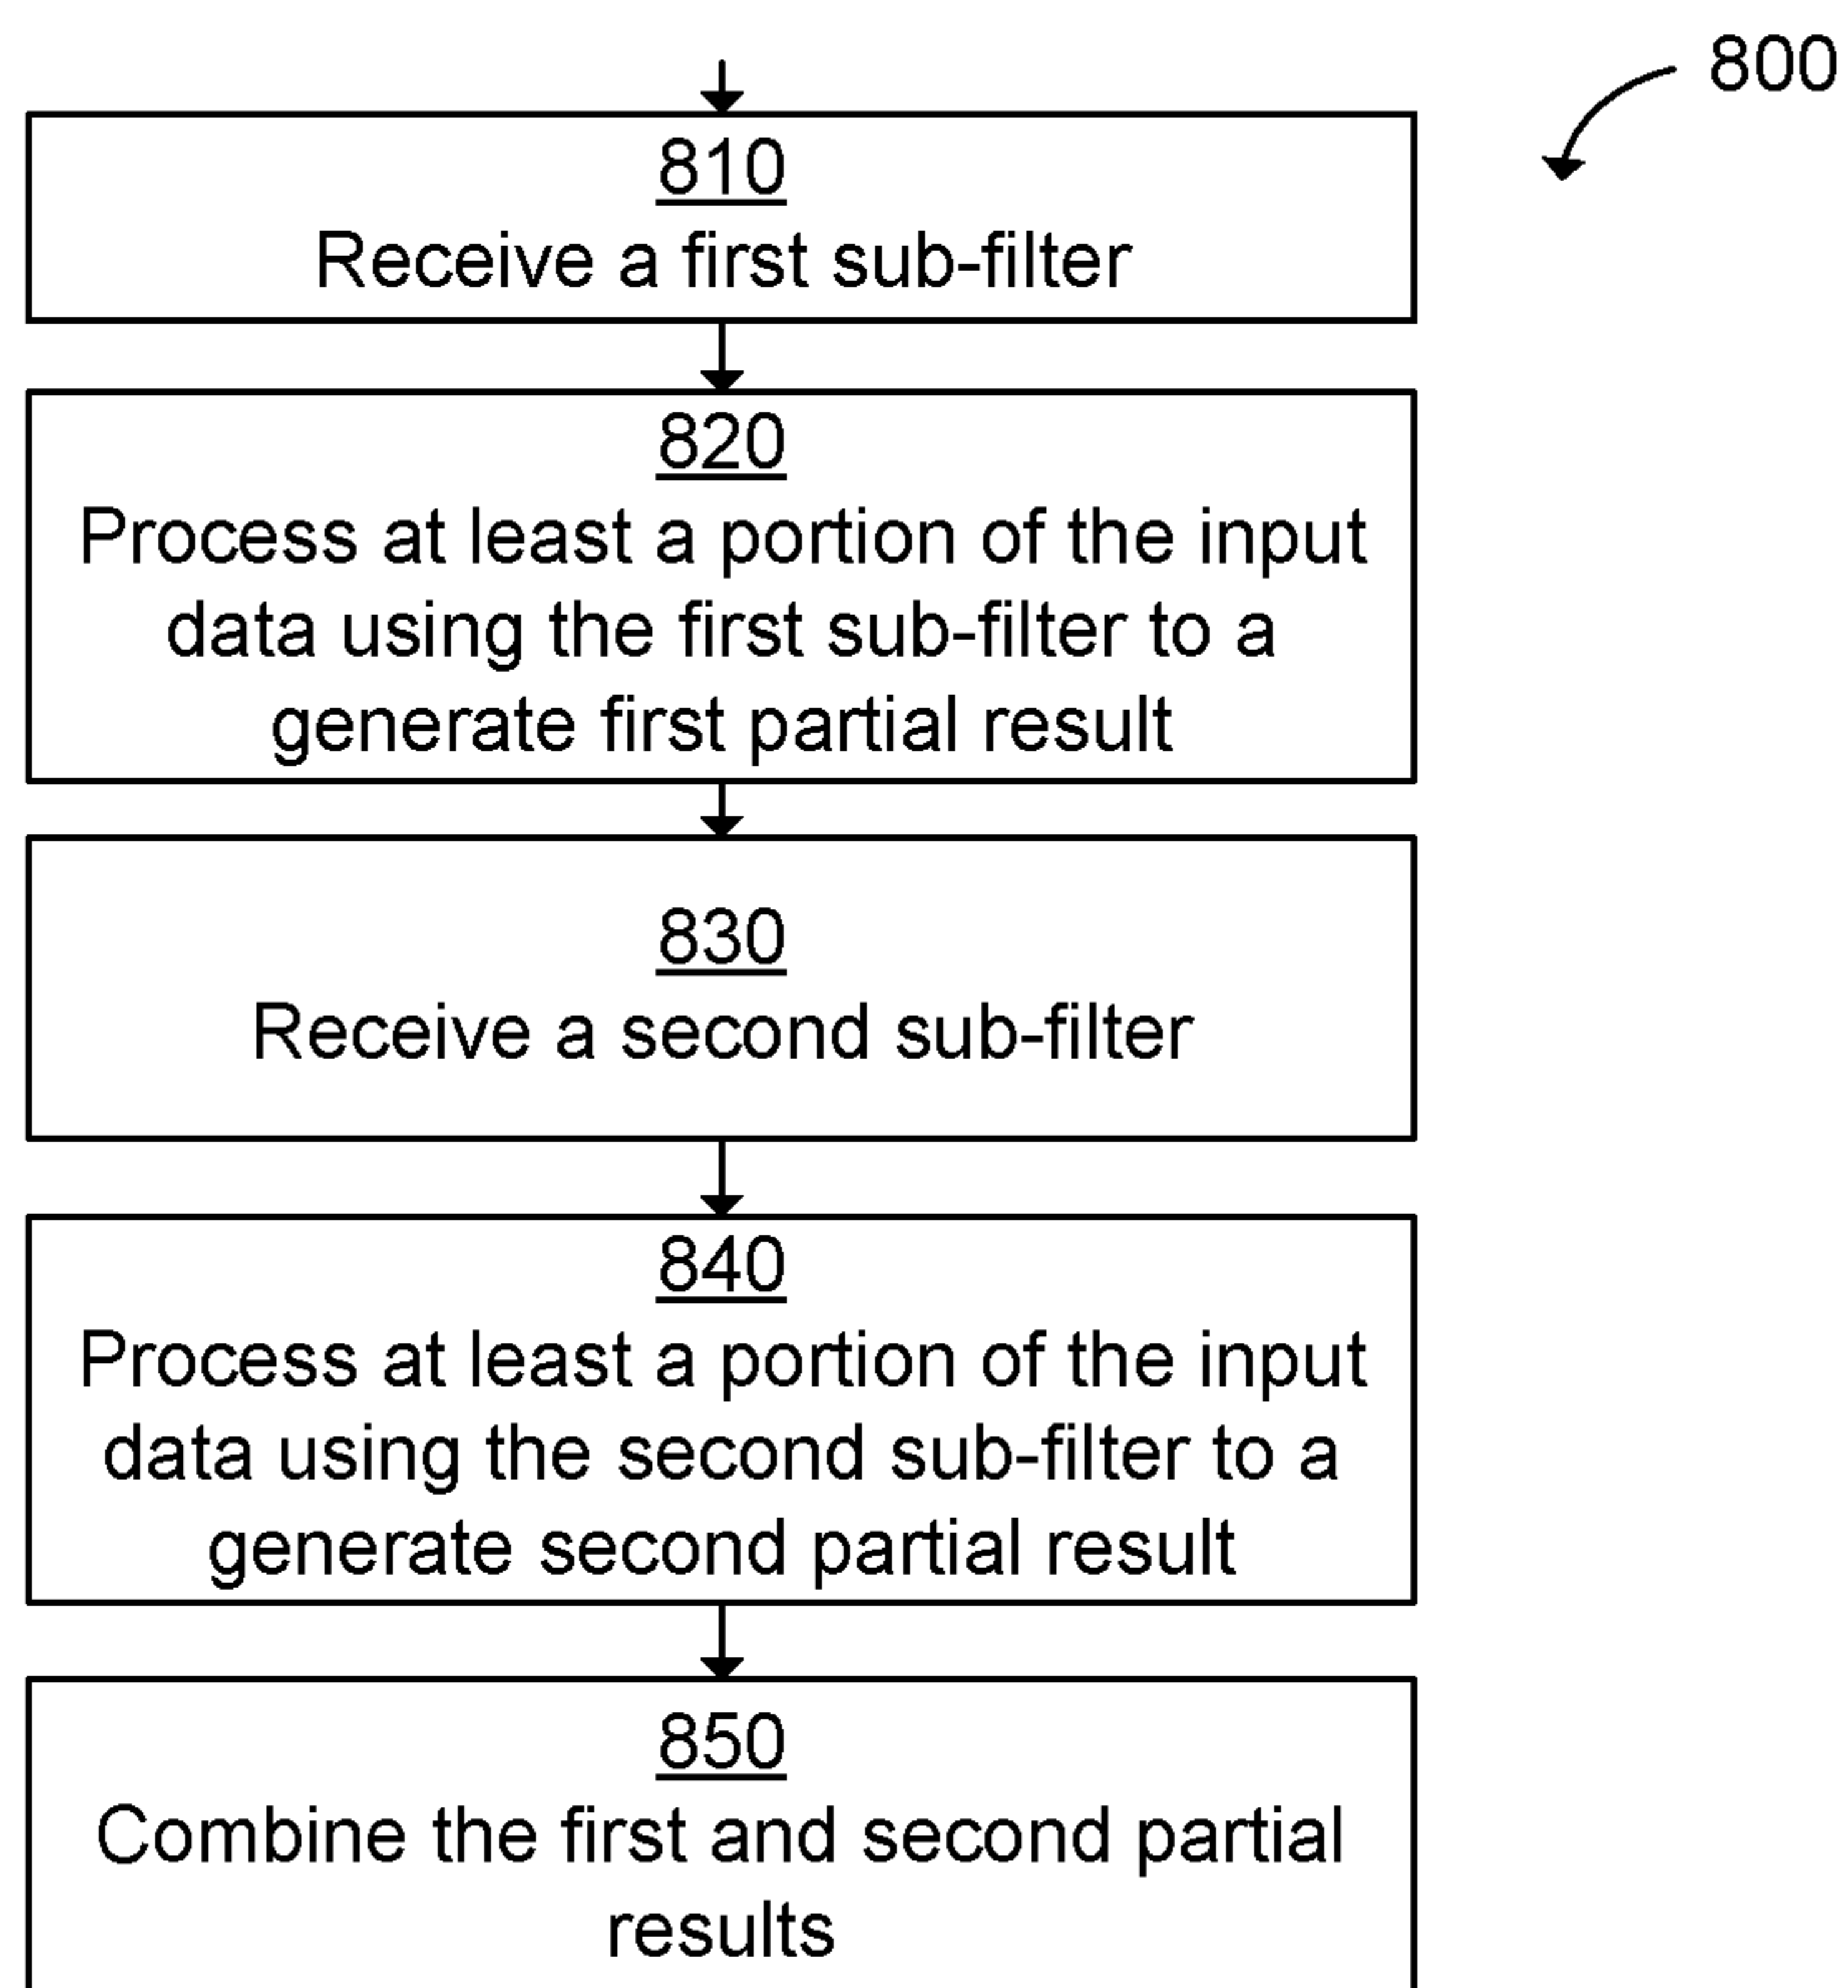 800
810
Receive a first sub-filter
820
Process at least a portion of the input
data using the first sub-filter to a
generate first partial result
830
Receive a second sub-filter
840
Process at least a portion of the input
data using the second sub-filter to a
generate second partial result
850
Combine the first and second partial
results